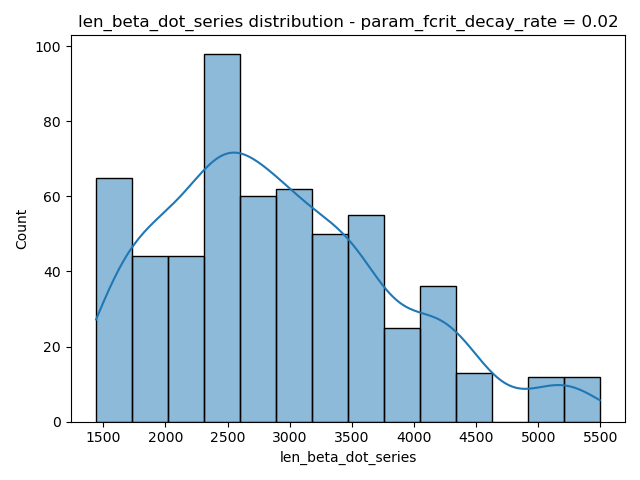 len_beta_dot_series distribution - param_fcrit_decay_rate = 0.02
100
80
60
40
20
0
Count
1500 2000 2500 3000 3500 4000 4500 5000 5500
len_beta_dot_series